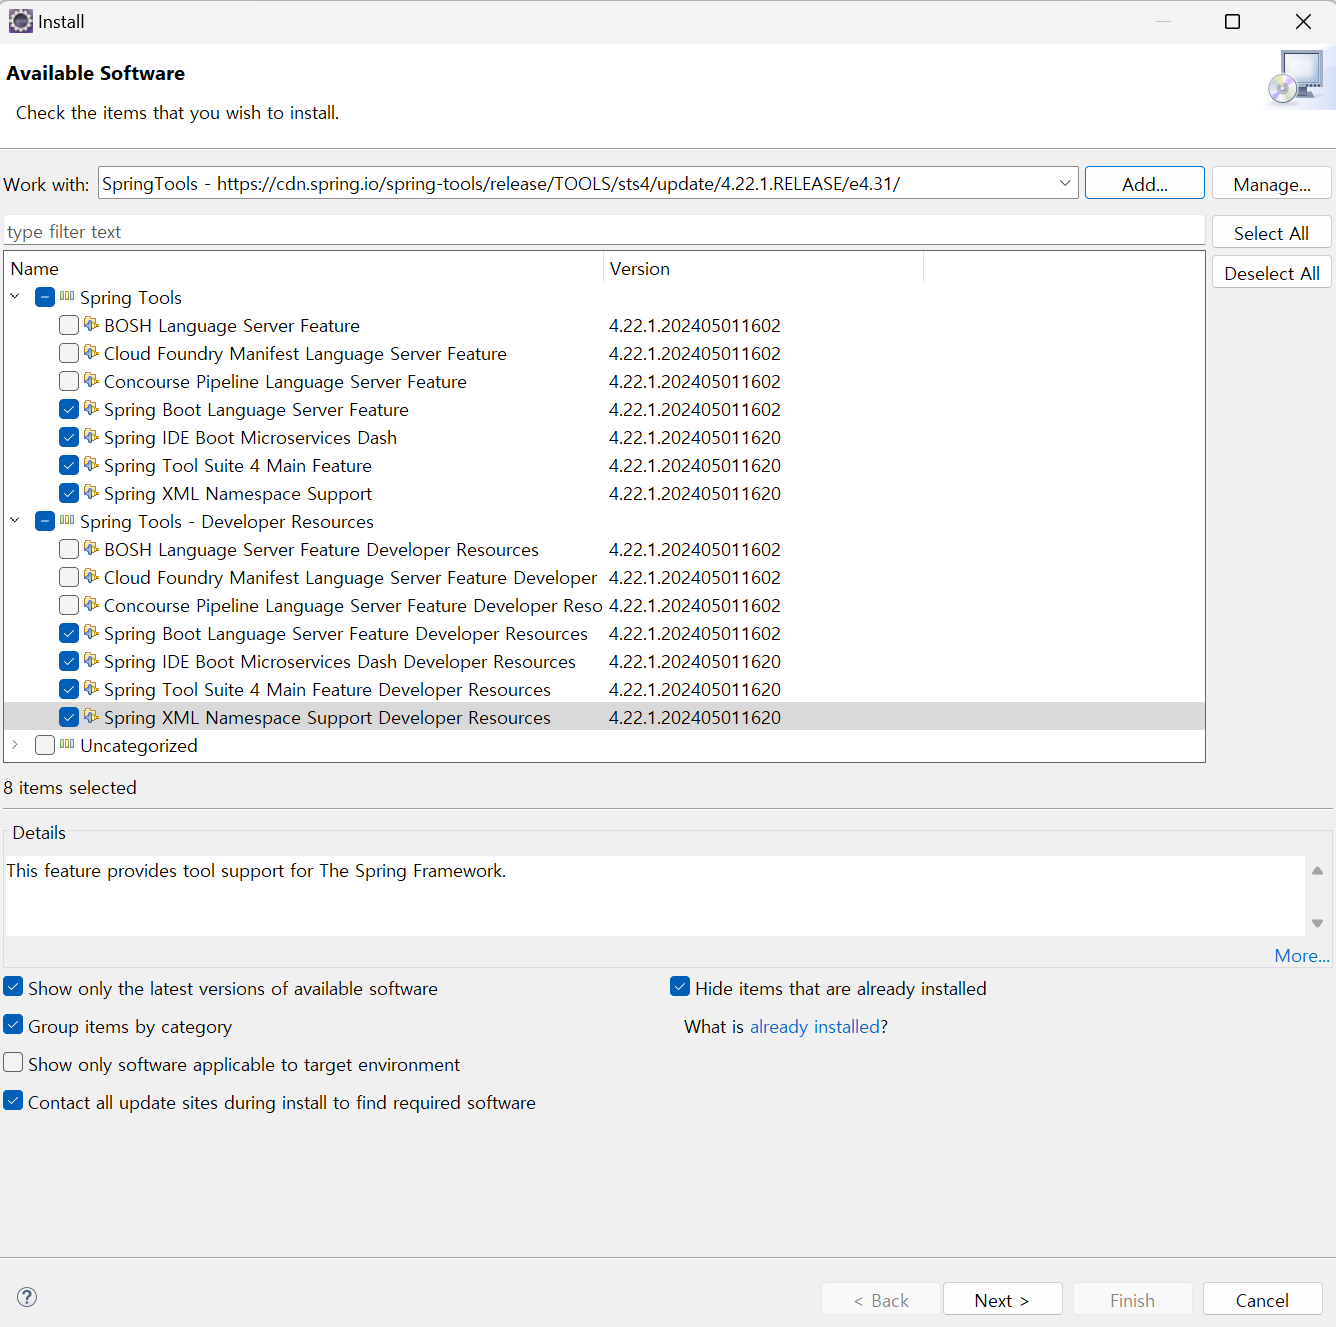 Install
Available Software
Check the items that you wish to install.
Work with: SpringTools - https://cdn.spring.io/spring-tools/release/TOOLS/sts4/update/4.22.1.RELEASE/e4.31/ Add... Manage...
type filter text Select All
Deselect All
Name Version
Spring Tools
BOSH Language Server Feature 4.22.1.202405011602
Cloud Foundry Manifest Language Server Feature 4.22.1.202405011602
Concourse Pipeline Language Server Feature 4.22.1.202405011602
Spring Boot Language Server Feature 4.22.1.202405011602
Spring IDE Boot Microservices Dash 4.22.1.202405011620
Spring Tool Suite 4 Main Feature 4.22.1.202405011620
Spring XML Namespace Support 4.22.1.202405011620
Spring Tools - Developer Resources
BOSH Language Server Feature Developer Resources 4.22.1.202405011602
Cloud Foundry Manifest Language Server Feature Developer 4.22.1.202405011602
Concourse Pipeline Language Server Feature Developer Reso 4.22.1.202405011602
Spring Boot Language Server Feature Developer Resources 4.22.1.202405011602
Spring IDE Boot Microservices Dash Developer Resources 4.22.1.202405011620
Spring Tool Suite 4 Main Feature Developer Resources 4.22.1.202405011620
Spring XML Namespace Support Developer Resources 4.22.1.202405011620
Uncategorized
8 items selected
Details
This feature provides tool support for The Spring Framework.
More...
Show only the latest versions of available software Hide items that are already installed
Group items by category What is already installed?
Show only software applicable to target environment
Contact all update sites during install to find required software
? < Back Next > Finish Cancel